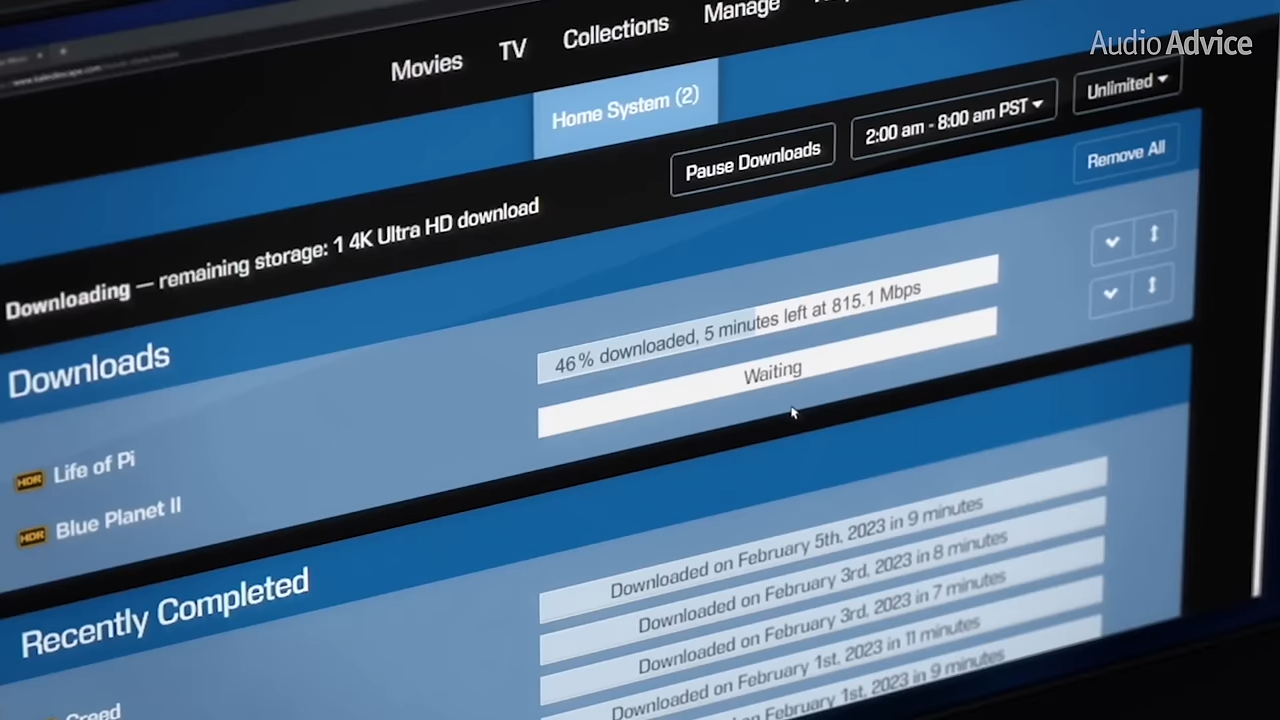 Audio Advice
Movies TV Collections Manage
Home System (2)
Pause Downloads 2:00 am - 8:00 am PST Unlimited
Downloading — remaining storage: 1 4K Ultra HD download
Remove All
Downloads
HDR Life of Pi 46% downloaded, 5 minutes left at 815.1 Mbps
HDR Blue Planet II Waiting
Recently Completed
Creed Downloaded on February 5th, 2023 in 9 minutes
Downloaded on February 3rd, 2023 in 8 minutes
Downloaded on February 3rd, 2023 in 7 minutes
Downloaded on February 1st, 2023 in 11 minutes
on February 1st, 2023 in 9 minutes